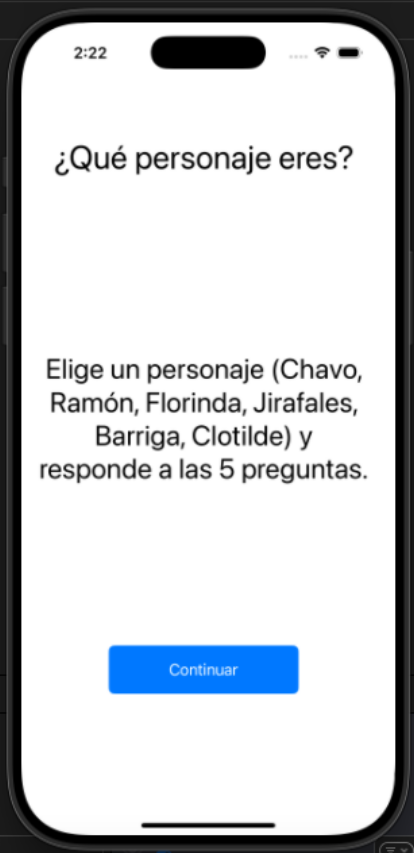 2:22
¿Qué personaje eres?
Elige un personaje (Chavo,
Ramón, Florinda, Jirafales,
Barriga, Clotilde) y
responde a las 5 preguntas.
Continuar